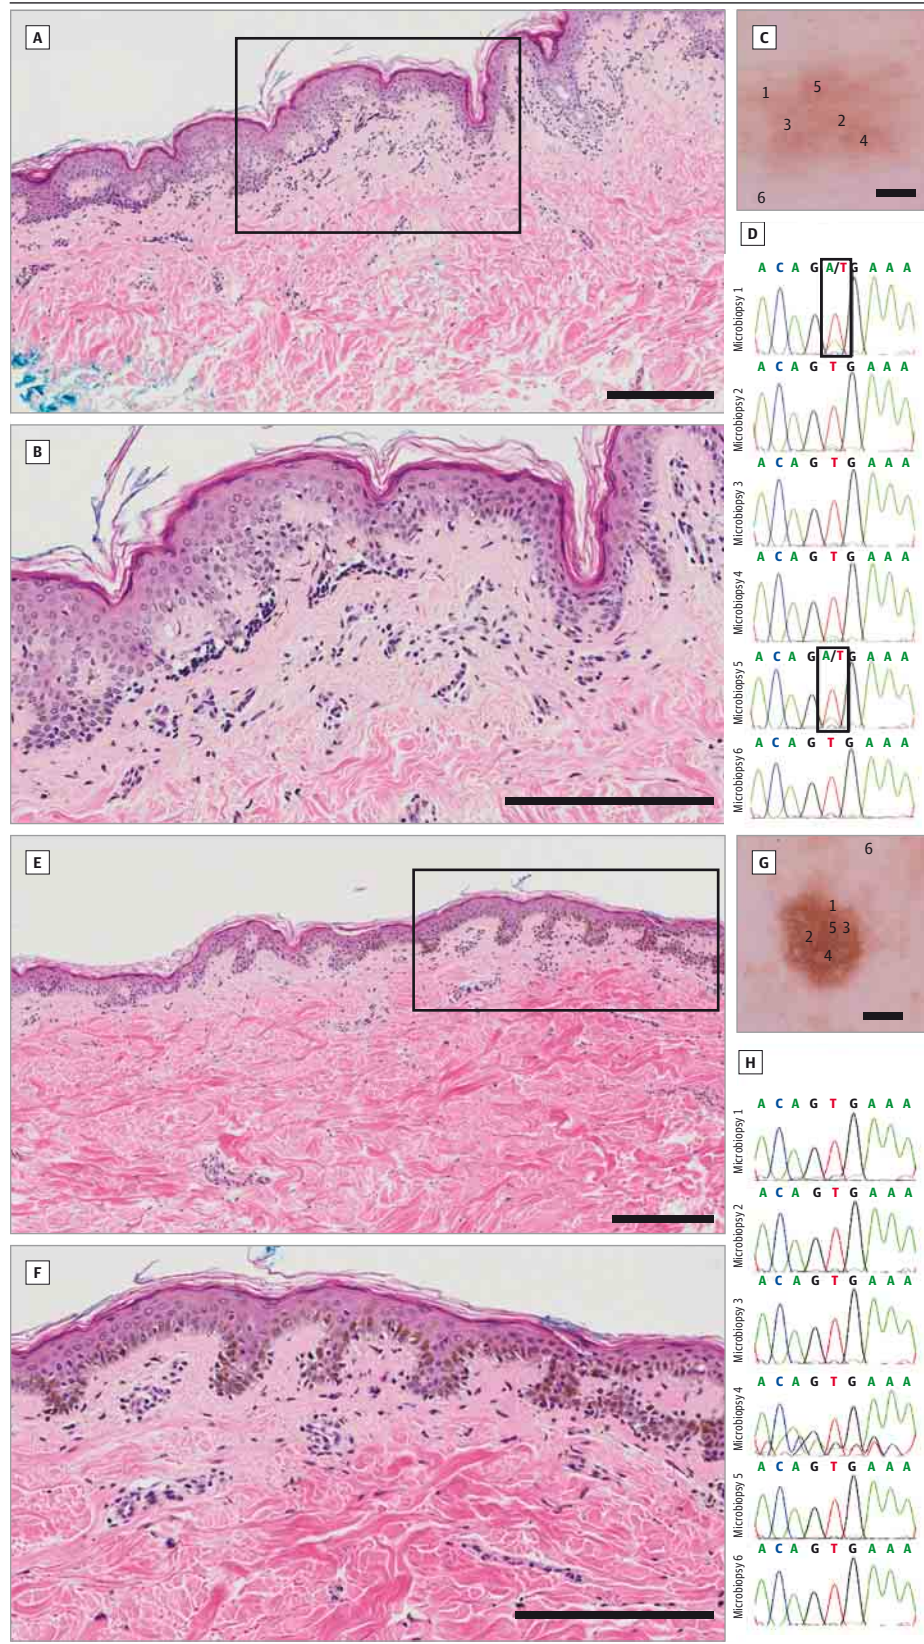 A
B
C
1
5
3
2
4
6
D
A C A G A/T G A A A
Microbiopsy 1
A C A G T G A A A
Microbiopsy 2
A C A G T G A A A
Microbiopsy 3
A C A G T G A A A
Microbiopsy 4
A C A G A/T G A A A
Microbiopsy 5
A C A G T G A A A
Microbiopsy 6
E
F
G
6
1
2
5
3
4
H
A C A G T G A A A
Microbiopsy 1
A C A G T G A A A
Microbiopsy 2
A C A G T G A A A
Microbiopsy 3
A C A G T G A A A
Microbiopsy 4
A C A G T G A A A
Microbiopsy 5
A C A G T G A A A
Microbiopsy 6